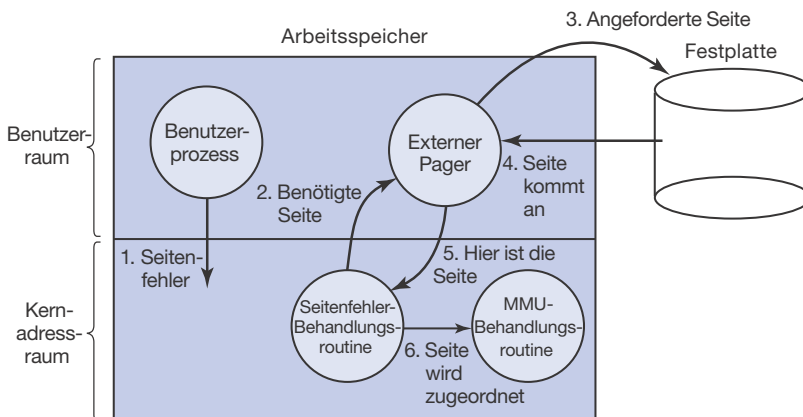 3. Angeforderte Seite
Arbeitsspeicher
Festplatte
Benutzer-
raum
Benutzer-
prozess
Externer
Pager
4. Seite
kommt
an
2. Benötigte
Seite
1. Seiten-
fehler
5. Hier ist die
Seite
Kern-
adress-
raum
Seitenfehler-
Behandlungs-
routine
MMU-
Behandlungs-
routine
6. Seite
wird
zugeordnet